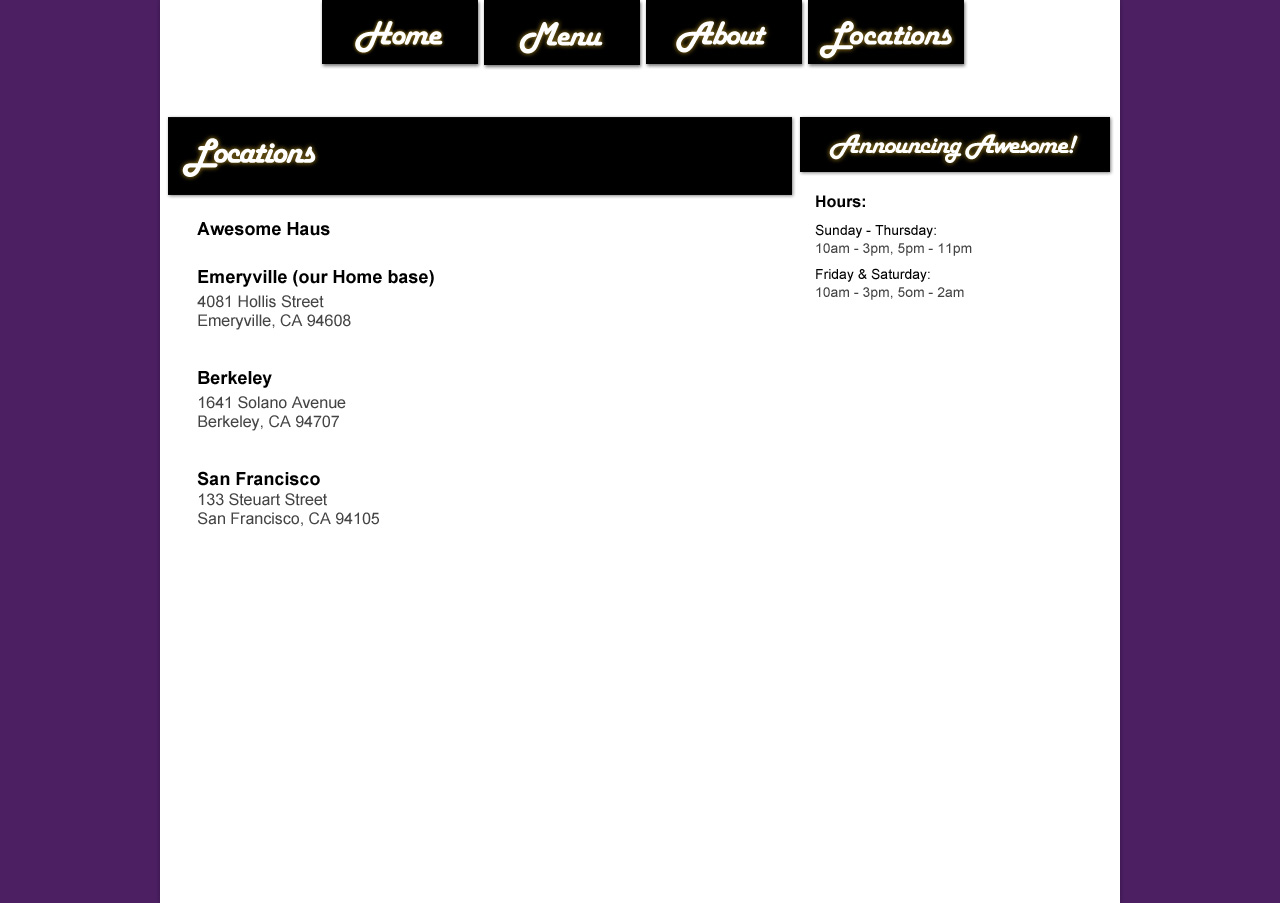 Home
Menu
About
Locations
Locations
Awesome Haus
Emeryville (our Home base)
4081 Hollis Street
Emeryville, CA 94608
Berkeley
1641 Solano Avenue
Berkeley, CA 94707
San Francisco
133 Steuart Street
San Francisco, CA 94105
Announcing Awesome!
Hours:
Sunday - Thursday:
10am - 3pm, 5pm - 11pm
Friday & Saturday:
10am - 3pm, 5om - 2am